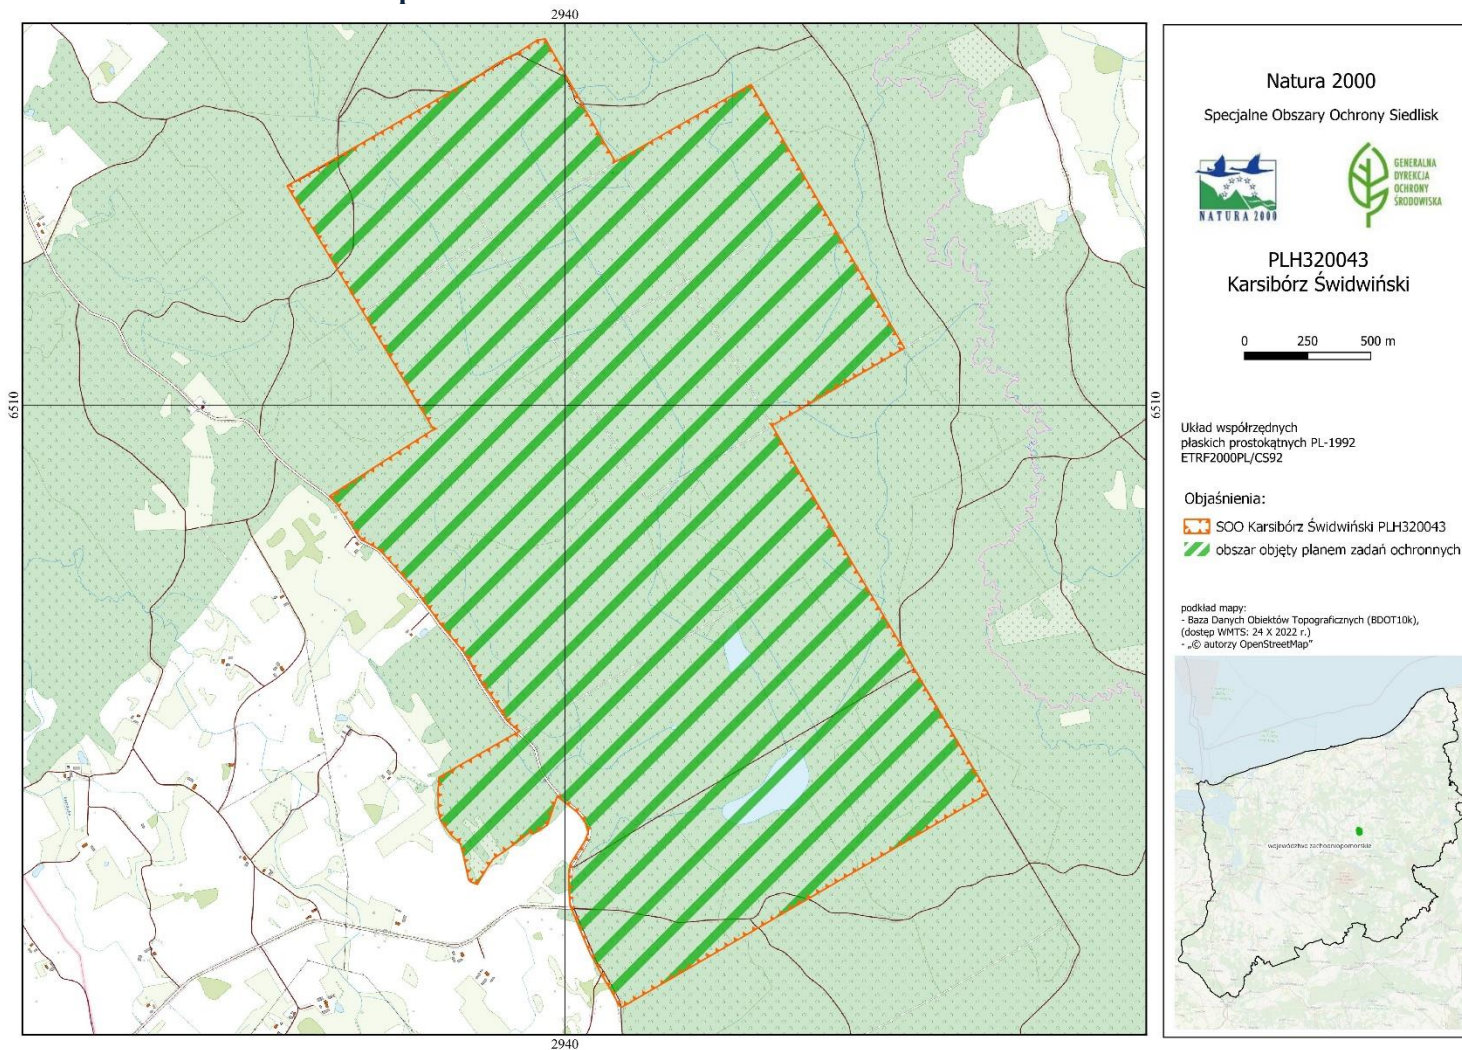 2940
6510
6510
2940
Natura 2000
Specjalne Obszary Ochrony Siedlisk
NATURA 2000
GENERALNA
DYREKCJA
OCHRONY
ŚRODOWISKA
PLH320043
Karsibórz Świdwiński
0 250 500 m
Układ współrzędnych
płaskich prostokątnych PL-1992
ETRF2000PL/CS92
Objaśnienia:
SOO Karsibórz Świdwiński PLH320043
obszar objęty planem zadań ochronnych
podkład mapy:
- Baza Danych Obiektów Topograficznych (BDOT10k),
(dostęp WMTS: 24 X 2022 r.)
- „© autorzy OpenStreetMap”
województwo zachodniopomorskie